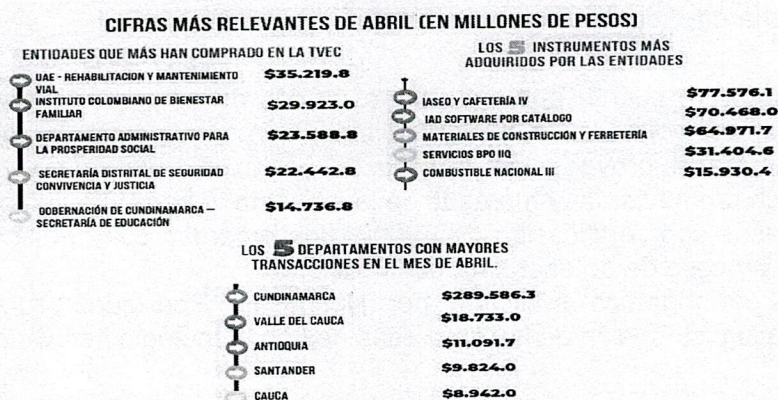 CIFRAS MÁS RELEVANTES DE ABRIL (EN MILLONES DE PESOS)
ENTIDADES QUE MÁS HAN COMPRADO EN LA TVEC
UAE - REHABILITACION Y MANTENIMIENTO VIAL $35.219.8
INSTITUTO COLOMBIANO DE BIENESTAR FAMILIAR $29.923.0
DEPARTAMENTO ADMINISTRATIVO PARA LA PROSPERIDAD SOCIAL $23.588.8
SECRETARÍA DISTRITAL DE SEGURIDAD CONVIVENCIA Y JUSTICIA $22.442.8
GOBERNACIÓN DE CUNDINAMARCA – SECRETARÍA DE EDUCACIÓN $14.736.8
LOS 5 INSTRUMENTOS MÁS
ADQUIRIDOS POR LAS ENTIDADES
IASEO Y CAFETERÍA IV $77.576.1
IAD SOFTWARE POR CATÁLOGO $70.468.0
MATERIALES DE CONSTRUCCIÓN Y FERRETERÍA $64.971.7
SERVICIOS BPO IIQ $31.404.6
COMBUSTIBLE NACIONAL III $15.930.4
LOS 5 DEPARTAMENTOS CON MAYORES
TRANSACCIONES EN EL MES DE ABRIL.
CUNDINAMARCA $289.586.3
VALLE DEL CAUCA $18.733.0
ANTIOQUIA $11.091.7
SANTANDER $9.824.0
CAUCA $8.942.0